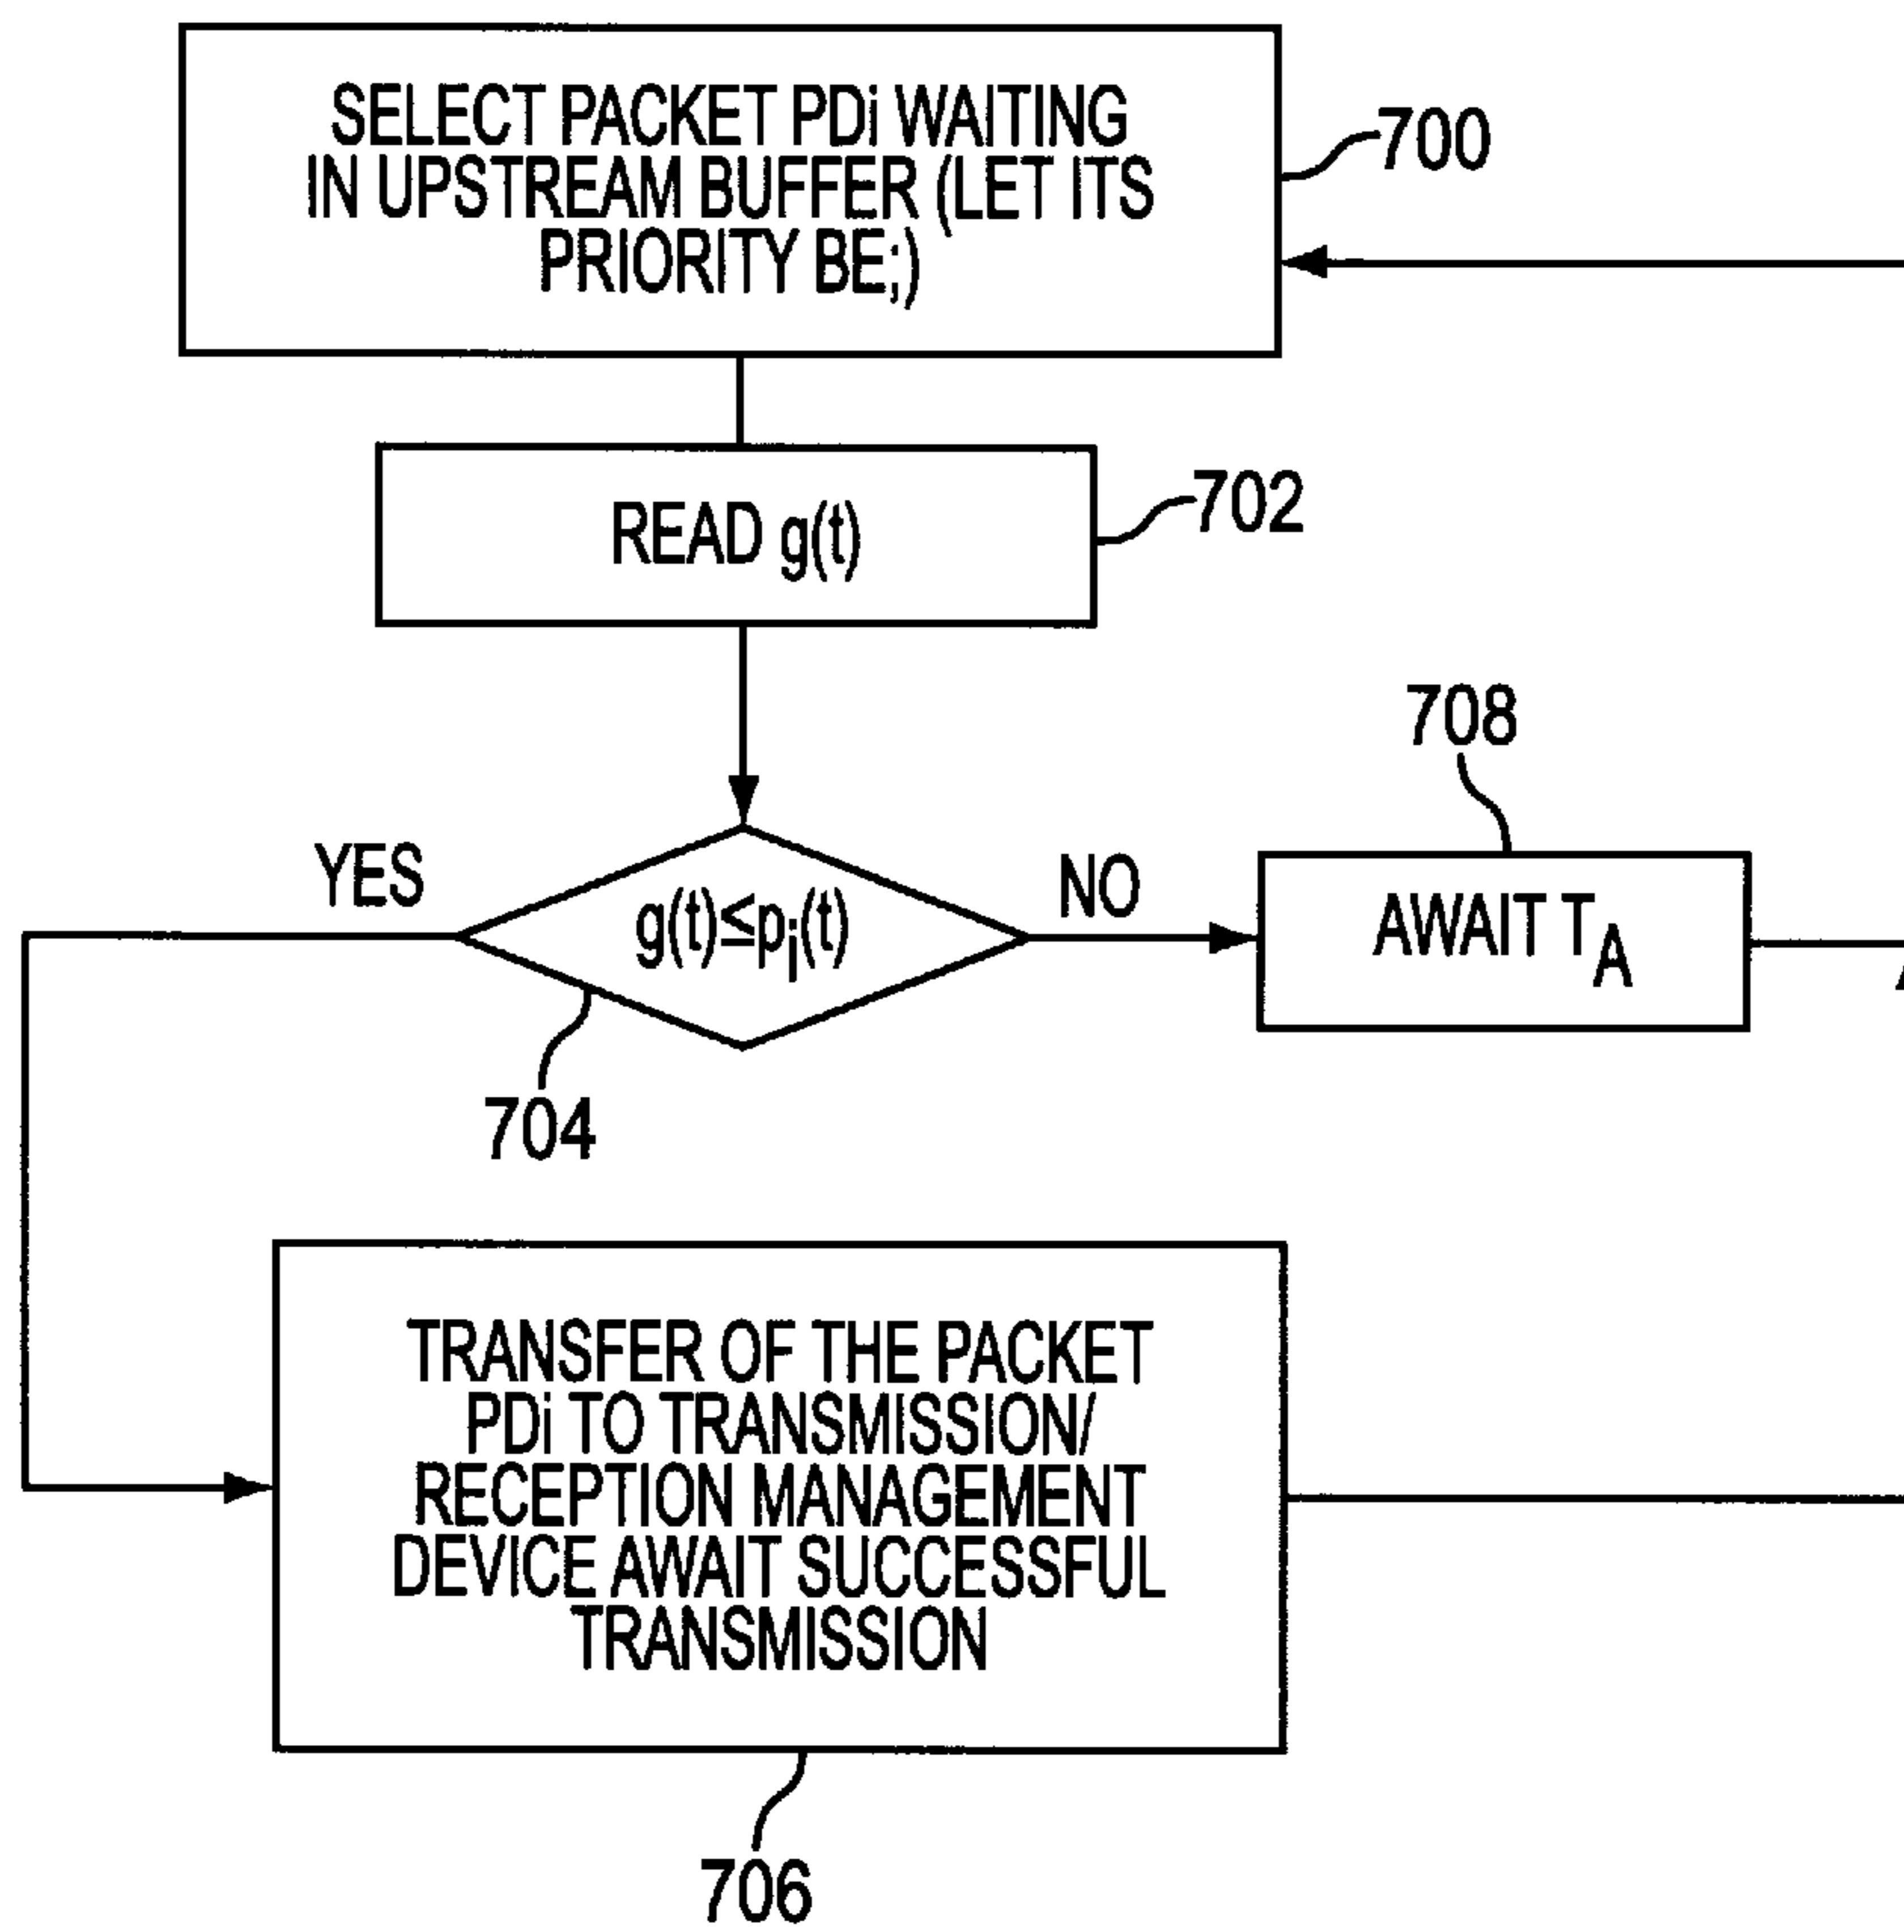 SELECT PACKET PDi WAITING
IN UPSTREAM BUFFER (LET ITS
PRIORITY BE;)
700
READ g(t)
702
708
YES
g(t)≤pi(t)
NO
AWAIT TA
704
TRANSFER OF THE PACKET
PDi TO TRANSMISSION/
RECEPTION MANAGEMENT
DEVICE AWAIT SUCCESSFUL
TRANSMISSION
706